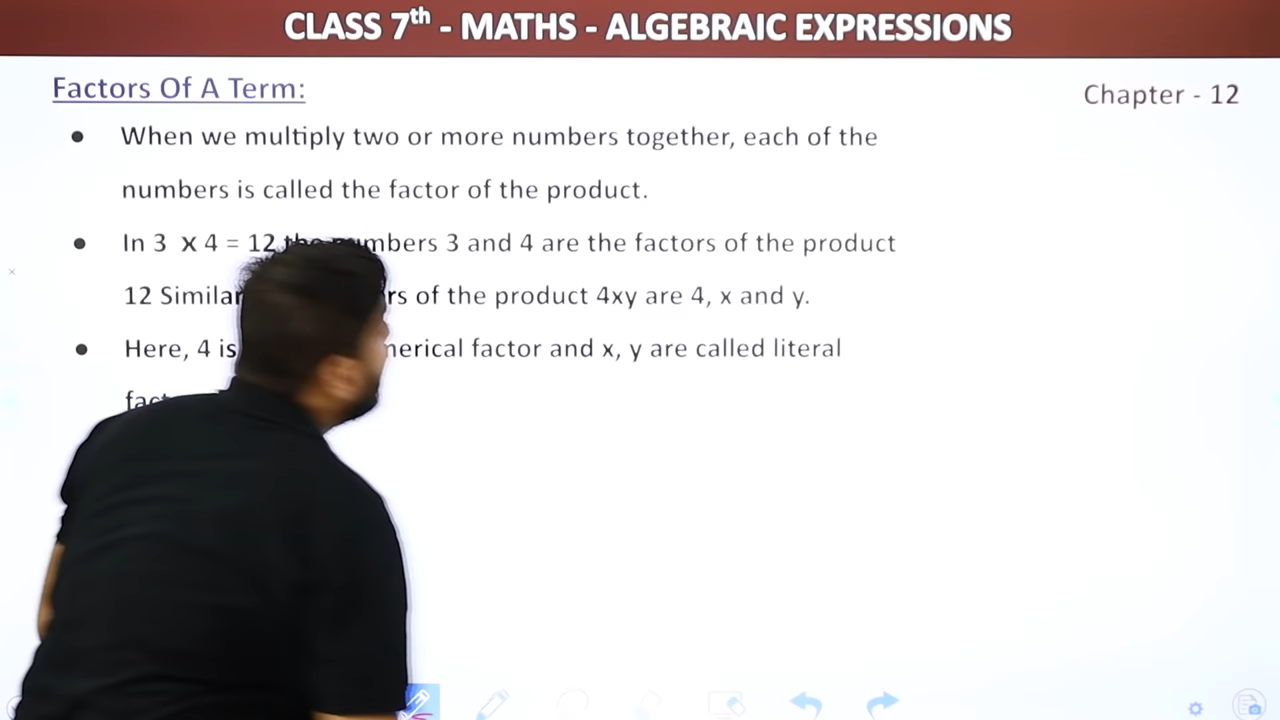 CLASS 7th - MATHS - ALGEBRAIC EXPRESSIONS
Factors Of A Term:
Chapter - 12
● When we multiply two or more numbers together, each of the
numbers is called the factor of the product.
● In 3 x 4 = 12 the numbers 3 and 4 are the factors of the product
12 of the product 4xy are 4, x and y.
● Here, 4 is factor and x, y are called literal